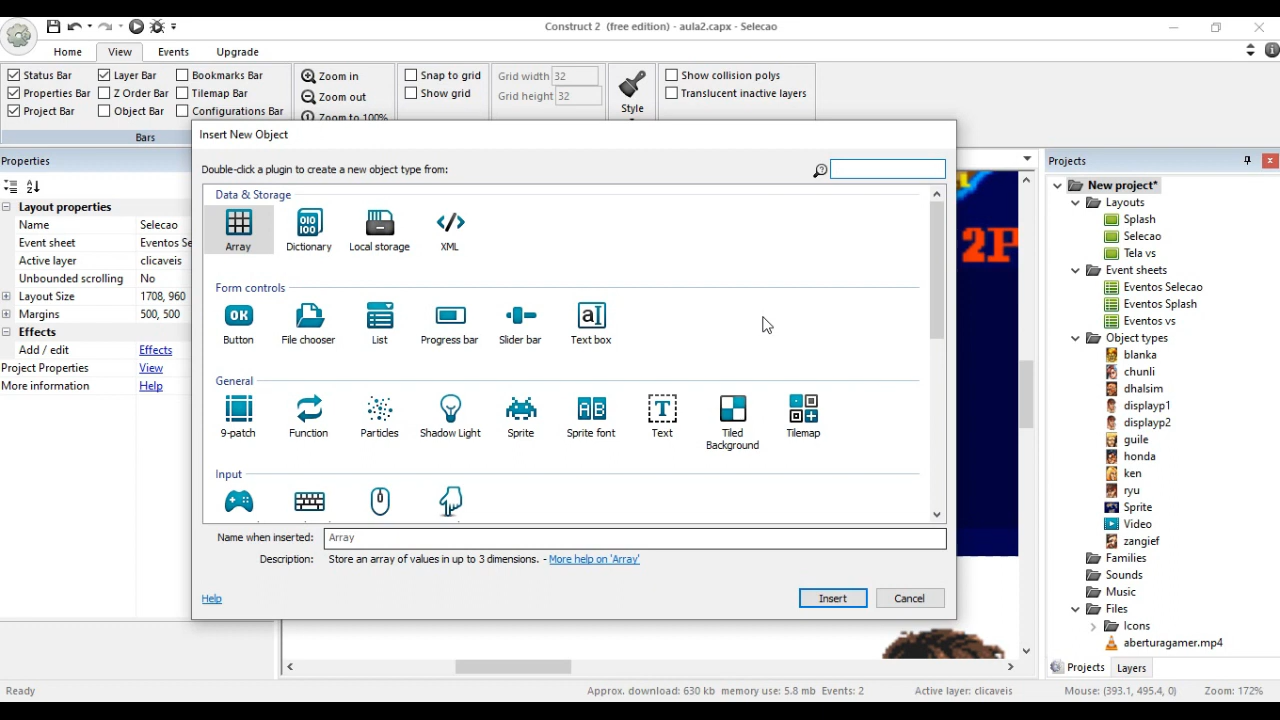 Construct 2 (free edition) - aula2.capx - Selecao
Home View Events Upgrade
Status Bar Layer Bar Bookmarks Bar Zoom in Snap to grid Grid width 32 Show collision polys
Properties Bar Z Order Bar Tilemap Bar Zoom out Show grid Grid height 32 Translucent inactive layers
Project Bar Object Bar Configurations Bar Zoom to 100% Style
Bars
Insert New Object
Double-click a plugin to create a new object type from:
Data & Storage
Array Dictionary Local storage XML
Form controls
Button File chooser List Progress bar Slider bar Text box
General
9-patch Function Particles Shadow Light Sprite Sprite font Text Tiled Background Tilemap
Input
Name when inserted: Array
Description: Store an array of values in up to 3 dimensions. - More help on 'Array'
Help Insert Cancel
Properties
Layout properties
Name Selecao
Event sheet Eventos Se
Active layer clicaveis
Unbounded scrolling No
Layout Size 1708, 960
Margins 500, 500
Effects
Add / edit Effects
Project Properties View
More information Help
2P
Projects
New project*
Layouts
Splash
Selecao
Tela vs
Event sheets
Eventos Selecao
Eventos Splash
Eventos vs
Object types
blanka
chunli
dhalsim
displayp1
displayp2
guile
honda
ken
ryu
Sprite
Video
zangief
Families
Sounds
Music
Files
Icons
aberturagamer.mp4
Projects Layers
Ready Approx. download: 630 kb memory use: 5.8 mb Events: 2 Active layer: clicaveis Mouse: (393.1, 495.4, 0) Zoom: 172%